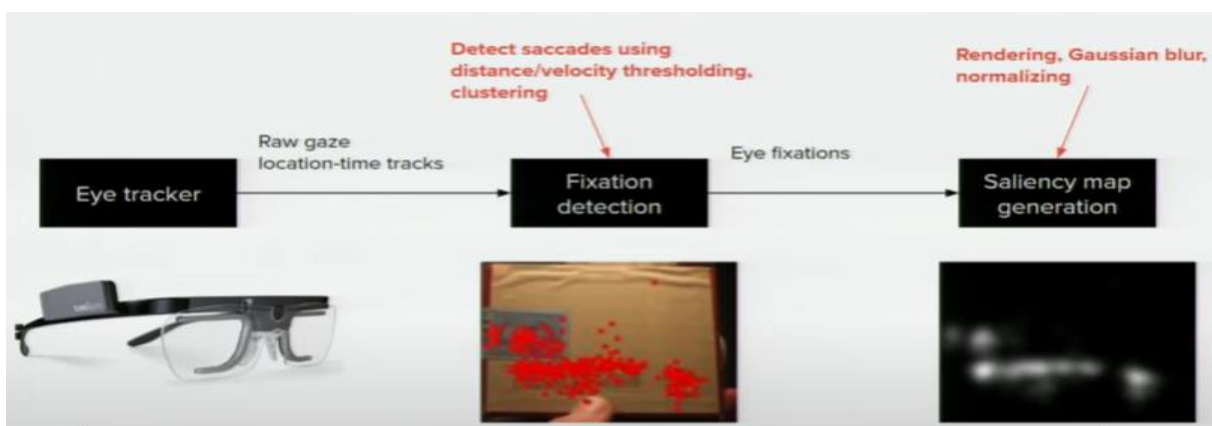 Detect saccades using
distance/velocity thresholding,
clustering
Rendering, Gaussian blur,
normalizing
Raw gaze
location-time tracks
Eye fixations
Eye tracker
Fixation
detection
Saliency map
generation